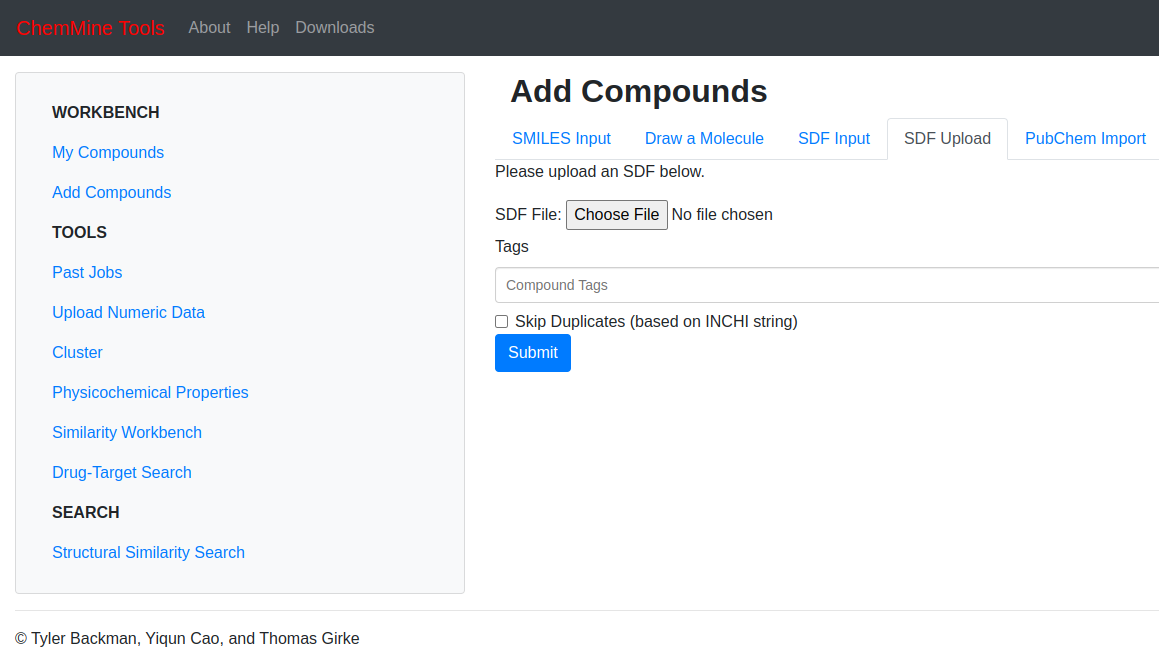 ChemMine Tools About Help Downloads
WORKBENCH
My Compounds
Add Compounds
TOOLS
Past Jobs
Upload Numeric Data
Cluster
Physicochemical Properties
Similarity Workbench
Drug-Target Search
SEARCH
Structural Similarity Search
Add Compounds
SMILES Input Draw a Molecule SDF Input SDF Upload PubChem Import
Please upload an SDF below.
SDF File: Choose File No file chosen
Tags
Compound Tags
Skip Duplicates (based on INCHI string)
Submit
© Tyler Backman, Yiqun Cao, and Thomas Girke